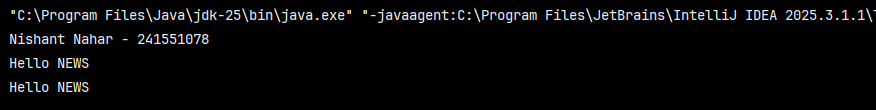 "C:\Program Files\Java\jdk-25\bin\java.exe" "-javaagent:C:\Program Files\JetBrains\IntelliJ IDEA 2025.3.1.1\
Nishant Nahar - 241551078
Hello NEWS
Hello NEWS